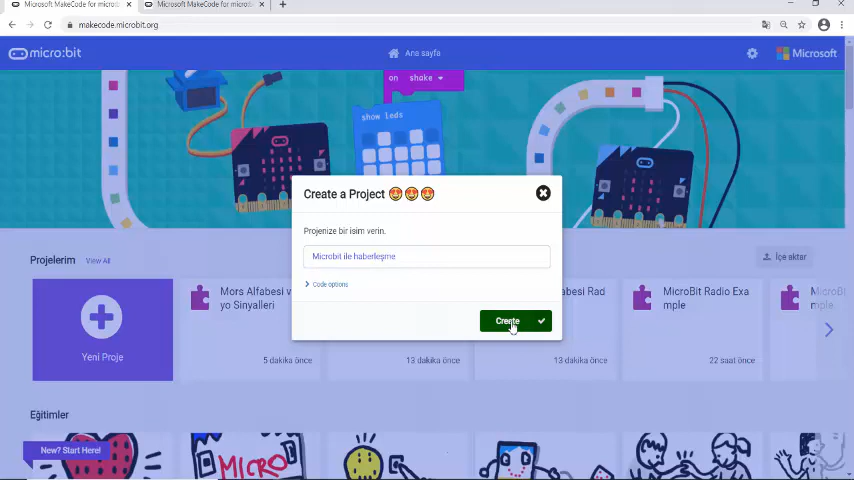 Microsoft MakeCode for micro:b
Microsoft MakeCode for micro:b
makecode.microbit.org
micro:bit
Ana sayfa
Microsoft
on shake
show leds
Create a Project
Projenize bir isim verin.
Microbit ile haberleşme
Code options
Create
Projelerim View All
İçe aktar
Yeni Proje
Mors Alfabesi v
yo Sinyalleri
5 dakika önce
13 dakika önce
abesi Rad
13 dakika önce
MicroBit Radio Exa
mple
22 saat önce
MicroBi
mple
Eğitimler
New? Start Here!
MICRO